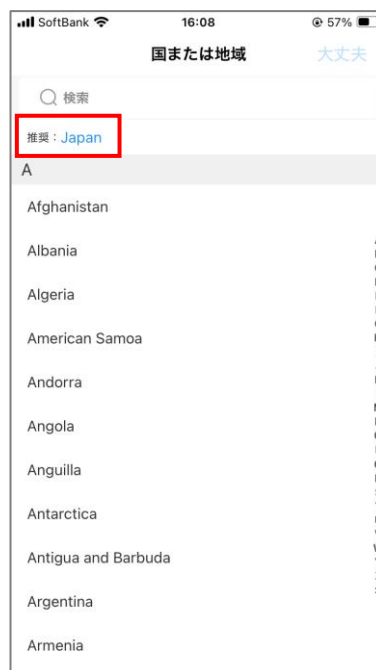 SoftBank 16:08 57%
国または地域 大丈夫
検索
推奨：Japan
A
Afghanistan
Albania
Algeria
American Samoa
Andorra
Angola
Anguilla
Antarctica
Antigua and Barbuda
Argentina
Armenia